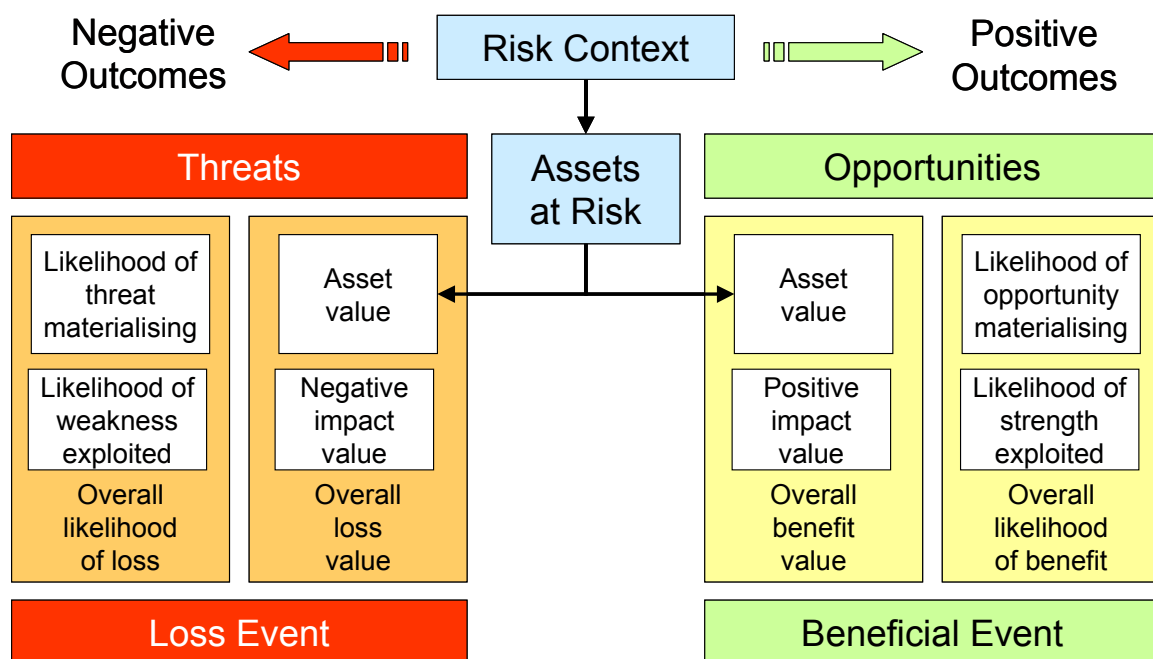 Negative
Outcomes
Risk Context
Positive
Outcomes
Threats
Assets
at Risk
Opportunities
Likelihood of
threat
materialising
Asset
value
Asset
value
Likelihood of
opportunity
materialising
Likelihood of
weakness
exploited
Negative
impact
value
Positive
impact
value
Likelihood of
strength
exploited
Overall
likelihood
of loss
Overall
loss
value
Overall
benefit
value
Overall
likelihood
of benefit
Loss Event
Beneficial Event